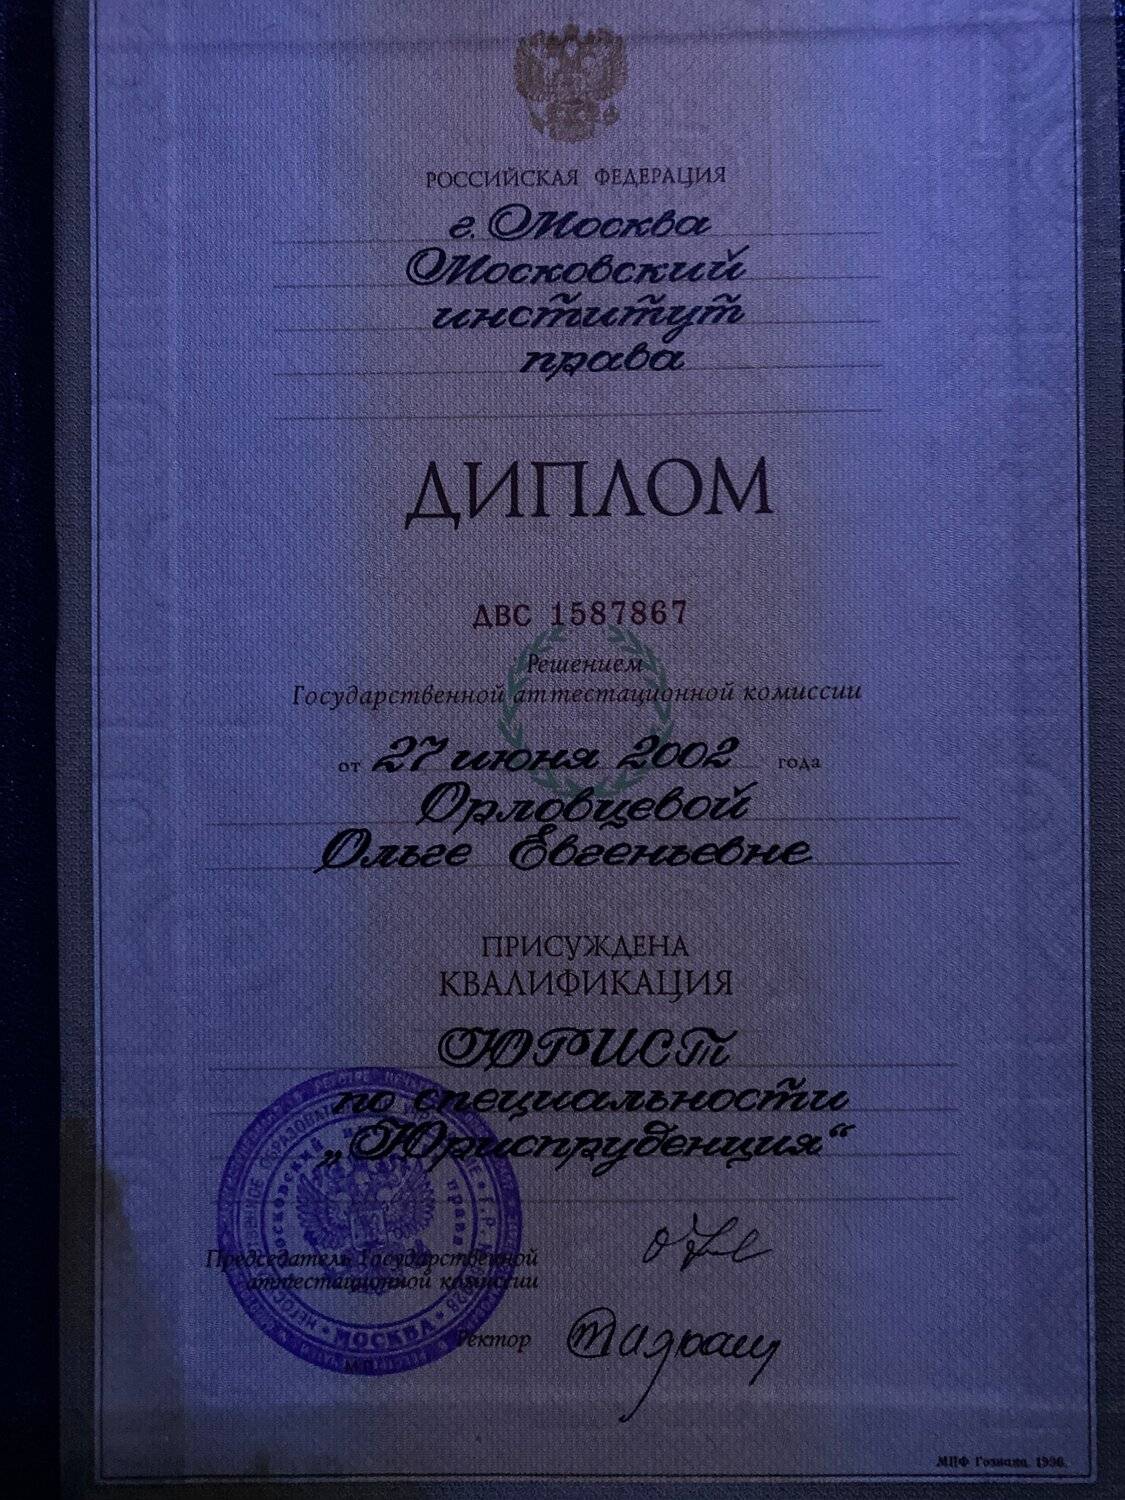 РОССИЙСКАЯ ФЕДЕРАЦИЯ
г. Москва
Московский
институт
права
ДИПЛОМ
ДВС 1587867
Решением
Государственной аттестационной комиссии
от 27 июня 2002 года
Орловцевой
Ольге Евгеньевне
ПРИСУЖДЕНА
КВАЛИФИКАЦИЯ
ЮРИСТ
по специальности
„Юриспруденция“
Председатель Государственной
аттестационной комиссии
Ректор
МОСКВА
М.П.
МПФ Гознака. 1996.